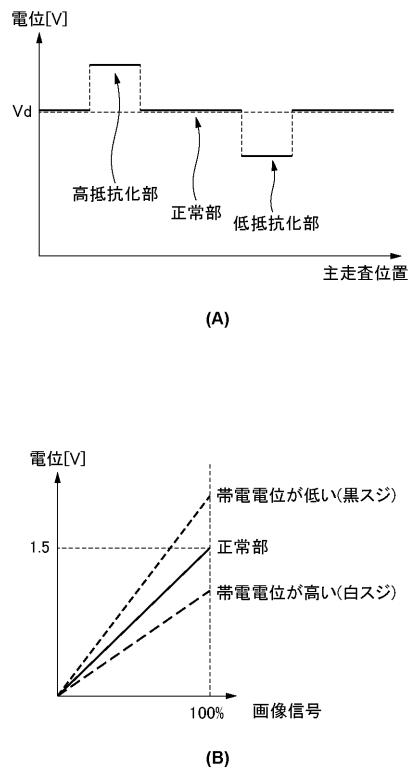 電位[V]
Vd
高抵抗化部
正常部
低抵抗化部
主走査位置
(A)
電位[V]
帯電電位が低い(黒スジ)
1.5
正常部
帯電電位が高い(白スジ)
100%
画像信号
(B)